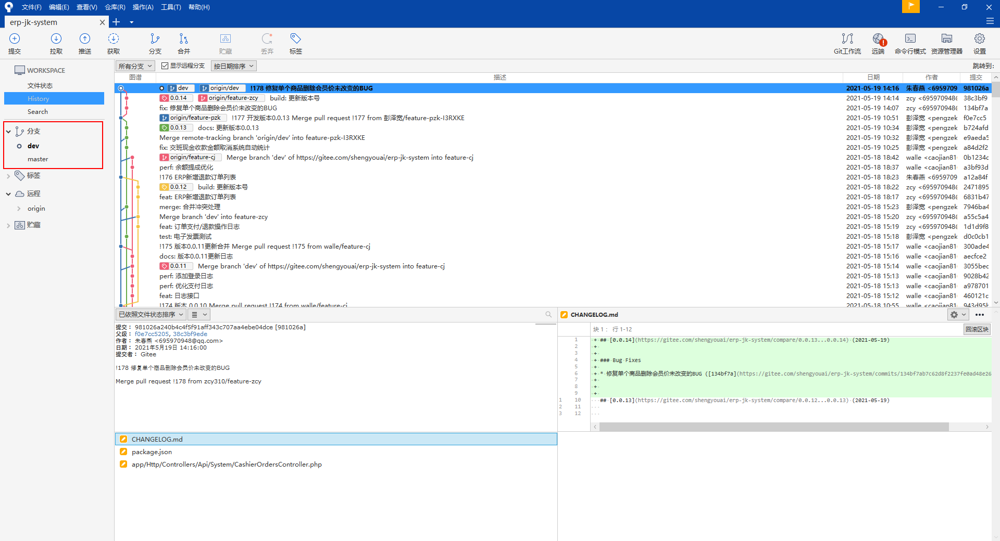 文件(F) 编辑(E) 查看(V) 仓库(R) 操作(A) 工具(T) 帮助(H)
erp-jk-system
提交 拉取 推送 获取 分支 合并 贮藏 丢弃 标签 Git工作流 远端 命令行模式 资源管理器 设置
WORKSPACE
文件状态
History
Search
分支
dev
master
标签
远程
origin
贮藏
所有分支 显示远程分支 按日期排序 跳转到:
图谱 描述 日期 作者 提交
dev origin/dev !178 修复单个商品删除会员价未改变的BUG 2021-05-19 14:16 朱春燕 <6959709 981026a
0.0.14 origin/feature-zcy build: 更新版本号 2021-05-19 14:14 zcy <695970948@ 38c3bf9
fix: 修复单个商品删除会员价未改变的BUG 2021-05-19 14:07 zcy <695970948@ 134bf7a
origin/feature-pzk !177 开发版本0.0.13 Merge pull request !177 from 彭泽宽/feature-pzk-I3RXKE 2021-05-19 10:51 彭泽宽 <pengzek f0e7cc5
0.0.13 docs: 更新版本0.0.13 2021-05-19 10:34 彭泽宽 <pengzek b724afd
Merge remote-tracking branch 'origin/dev' into feature-pzk-I3RXKE 2021-05-19 10:32 彭泽宽 <pengzek e9aeda5
fix: 交班现金收款金额取消系统自动统计 2021-05-19 10:25 彭泽宽 <pengzek a84d2f2
origin/feature-cj Merge branch 'dev' of https://gitee.com/shengyouai/erp-jk-system into feature-cj 2021-05-18 18:42 walle <caojian81 0b1234c
perf: 余额提成优化 2021-05-18 18:37 walle <caojian81 a3bf93d
!176 ERP新增退款订单列表 2021-05-18 18:23 朱春燕 <6959709 a12a84f
0.0.12 build: 更新版本号 2021-05-18 18:22 zcy <695970948@ 2471895
feat: ERP新增退款订单列表 2021-05-18 18:17 zcy <695970948@ 6831b47
merge: 合并冲突处理 2021-05-18 15:23 彭泽宽 <pengzek 7946ba4
Merge branch 'dev' into feature-zcy 2021-05-18 15:20 zcy <695970948@ a55c5a4
feat: 订单支付/退款操作日志 2021-05-18 15:19 zcy <695970948@ 1d1d9f8
test: 电子发票测试 2021-05-18 15:18 彭泽宽 <pengzek d0c0cb1
!175 版本0.0.11更新合并 Merge pull request !175 from walle/feature-cj 2021-05-18 15:17 walle <caojian81 300ade4
docs: 版本0.0.11更新日志 2021-05-18 15:16 walle <caojian81 aecfce2
0.0.11 Merge branch 'dev' of https://gitee.com/shengyouai/erp-jk-system into feature-cj 2021-05-18 15:14 walle <caojian81 3055bec
perf: 添加登录日志 2021-05-18 15:13 walle <caojian81 9028b42
perf: 优化支付日志 2021-05-18 15:13 walle <caojian81 a978701
feat: 日志接口 2021-05-18 15:12 walle <caojian81 460121c
!174 版本 0.0.10 Merge pull request !174 from walle/feature-cj 2021-05-18 10:55 walle <caojian81 943d95b
已依照文件状态排序
提交： 981026a240b4c4f5f91aff343c707aa4ebe04dce [981026a]
父级： f0e7cc5205, 38c3bf9ede
作者： 朱春燕 <695970948@qq.com>
日期： 2021年5月19日 14:16:00
提交者： Gitee
!178 修复单个商品删除会员价未改变的BUG
Merge pull request !178 from zcy310/feature-zcy
CHANGELOG.md
package.json
app/Http/Controllers/Api/System/CashierOrdersController.php
CHANGELOG.md
块 1： 行 1-12 回滚区块
1 + ## [0.0.14](https://gitee.com/shengyouai/erp-jk-system/compare/0.0.13...0.0.14) (2021-05-19)
2 +
3 +
4 + ### Bug Fixes
5 +
6 + * 修复单个商品删除会员价未改变的BUG ([134bf7a](https://gitee.com/shengyouai/erp-jk-system/commits/134bf7ab7c62d8f2237fe0ad48e26
7 +
8 +
9 +
1 10 ## [0.0.13](https://gitee.com/shengyouai/erp-jk-system/compare/0.0.12...0.0.13) (2021-05-19)
2 11
3 12